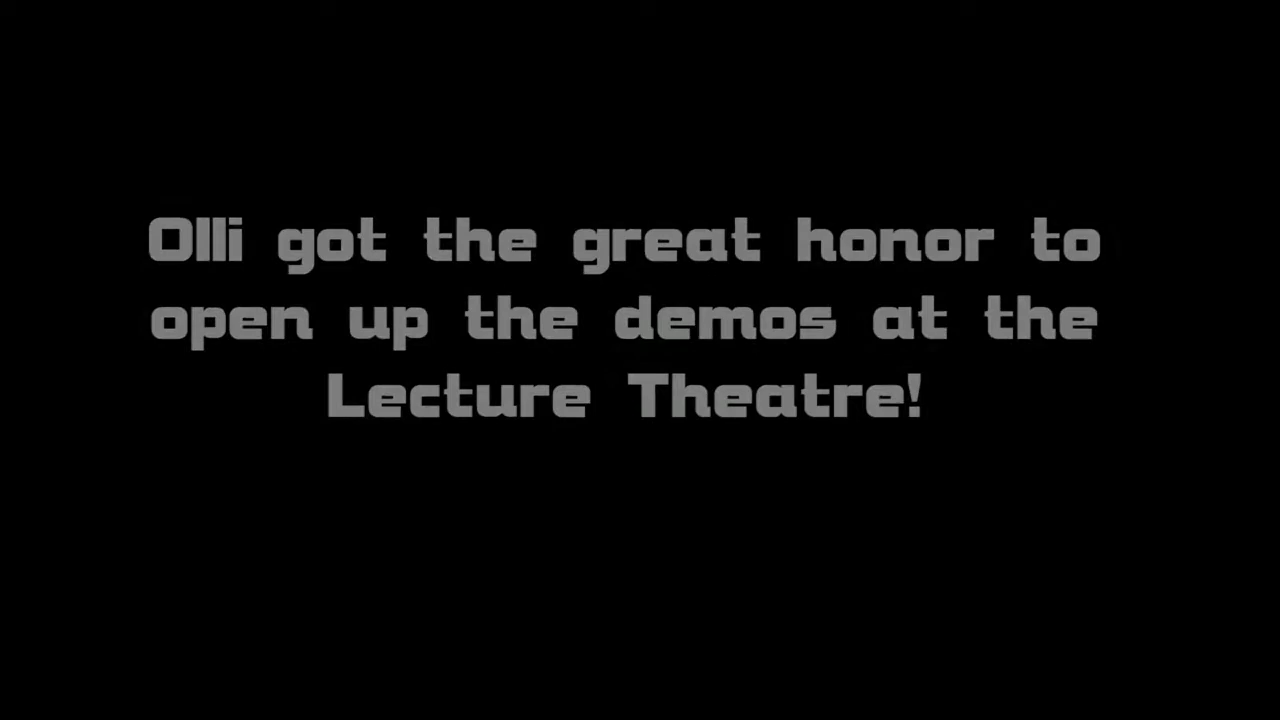 Olli got the great honor to
open up the demos at the
Lecture Theatre!